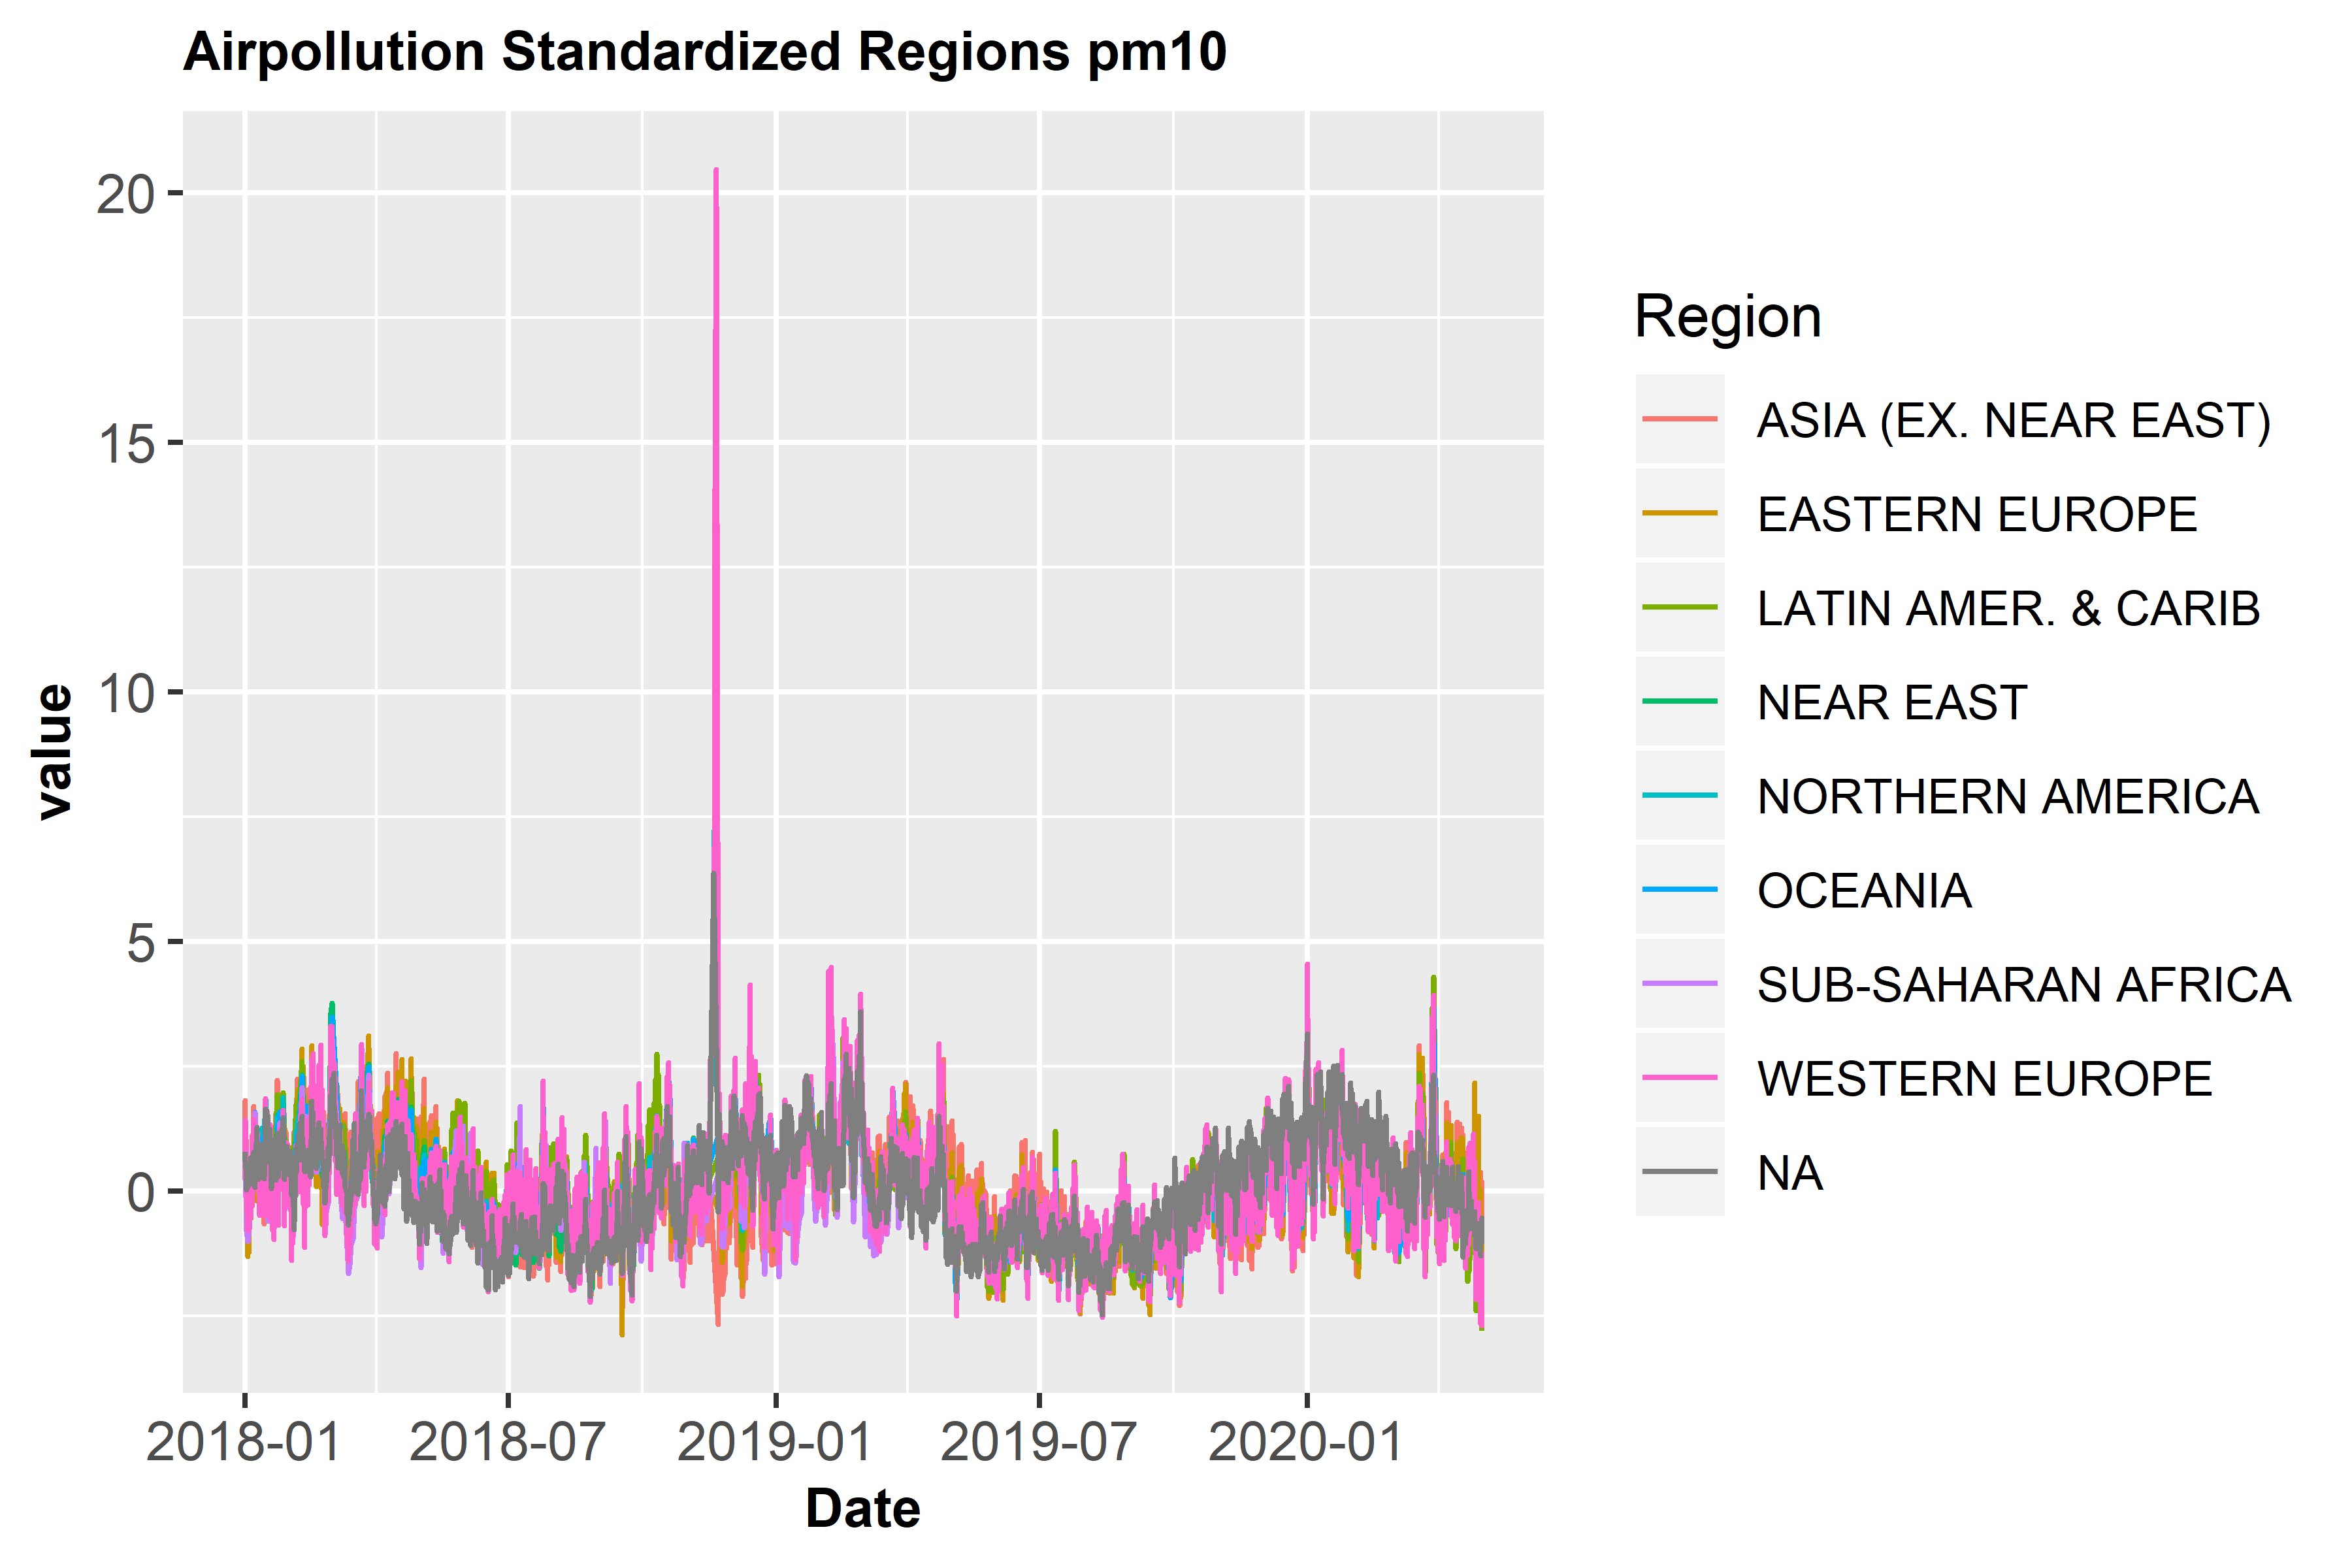 Airpollution Standardized Regions pm10
20
15
10
5
0
value
2018-01 2018-07 2019-01 2019-07 2020-01
Date
Region
ASIA (EX. NEAR EAST)
EASTERN EUROPE
LATIN AMER. & CARIB
NEAR EAST
NORTHERN AMERICA
OCEANIA
SUB-SAHARAN AFRICA
WESTERN EUROPE
NA